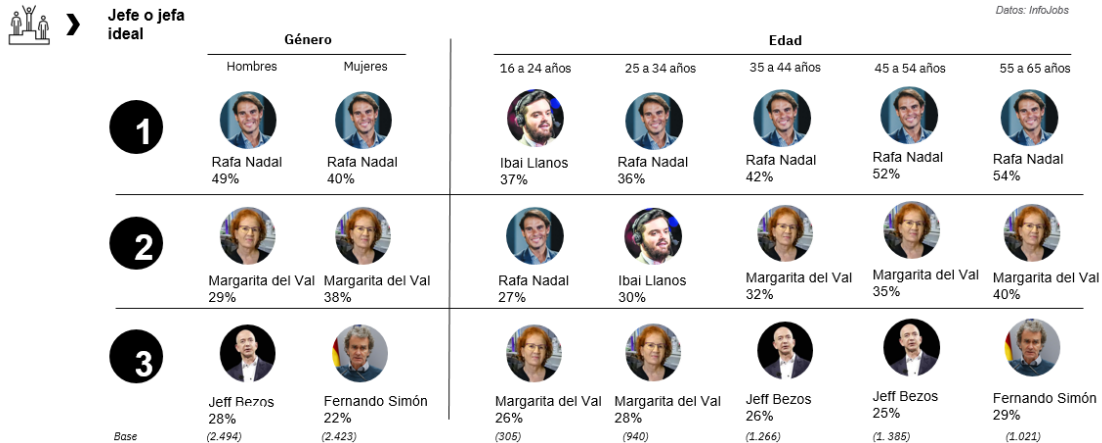 Jefe o jefa
ideal
Datos: InfoJobs
Género
Edad
Hombres
Mujeres
16 a 24 años
25 a 34 años
35 a 44 años
45 a 54 años
55 a 65 años
1
Rafa Nadal
49%
Rafa Nadal
40%
Ibai Llanos
37%
Rafa Nadal
36%
Rafa Nadal
42%
Rafa Nadal
52%
Rafa Nadal
54%
2
Margarita del Val
29%
Margarita del Val
38%
Rafa Nadal
27%
Ibai Llanos
30%
Margarita del Val
32%
Margarita del Val
35%
Margarita del Val
40%
3
Jeff Bezos
28%
Fernando Simón
22%
Margarita del Val
26%
Margarita del Val
28%
Jeff Bezos
26%
Jeff Bezos
25%
Fernando Simón
29%
Base
(2.494)
(2.423)
(305)
(940)
(1.266)
(1. 385)
(1.021)